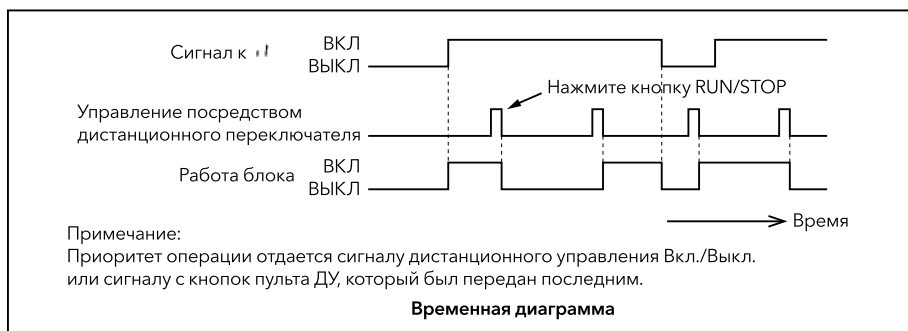 ВКЛ
Сигнал к
ВЫКЛ
Нажмите кнопку RUN/STOP
Управление посредством
дистанционного переключателя
ВКЛ
Работа блока
ВЫКЛ
Время
Примечание:
Приоритет операции отдается сигналу дистанционного управления Вкл./Выкл.
или сигналу с кнопок пульта ДУ, который был передан последним.
Временная диаграмма